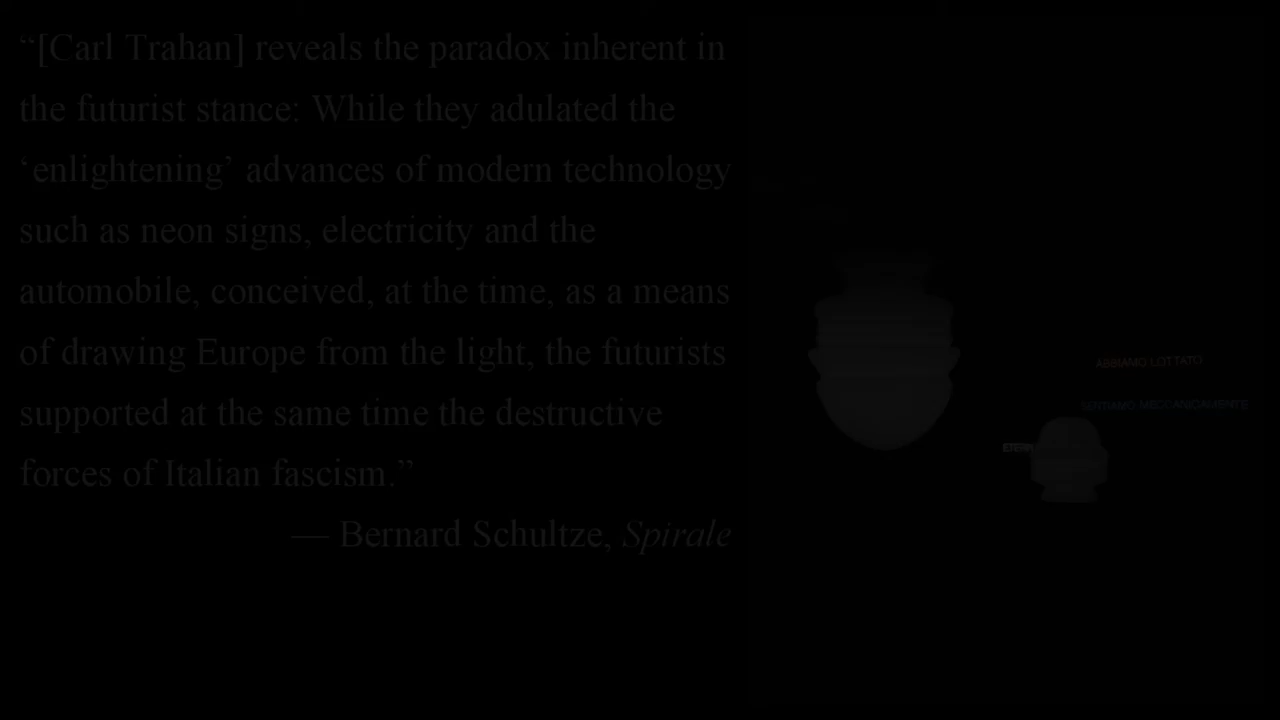 “[Carl Trahan] reveals the paradox inherent in
the futurist stance: While they adulated the
‘enlightening’ advances of modern technology
such as neon signs, electricity and the
automobile, conceived, at the time, as a means
of drawing Europe from the light, the futurists
supported at the same time the destructive
forces of Italian fascism.”
— Bernard Schultze, Spirale
ABBIAMO LOTTATO
SENTIAMO MECCANICAMENTE